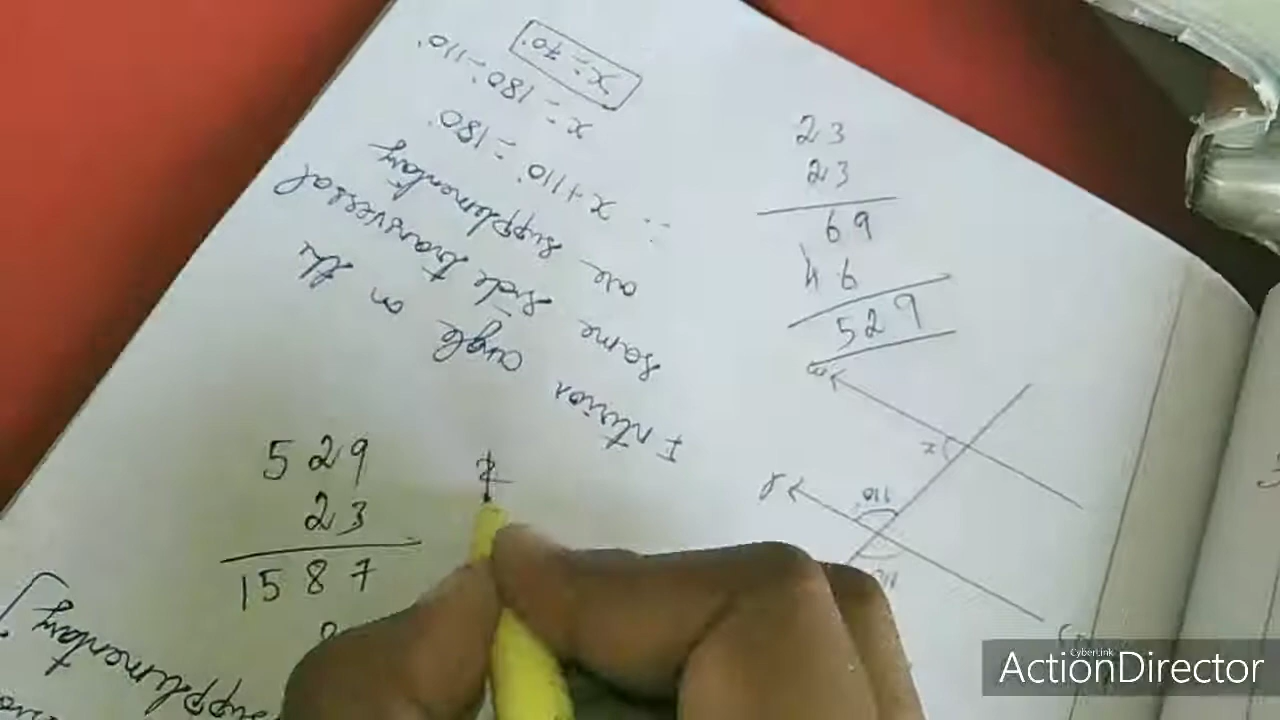 23
23
69
46
529
529
23
1587
Interior angle on the
same side transversal
are supplementary
∴ x+110°=180°
x°=180°-110°
x°=70°
x
110
110
supplementary)
CyberLink
ActionDirector